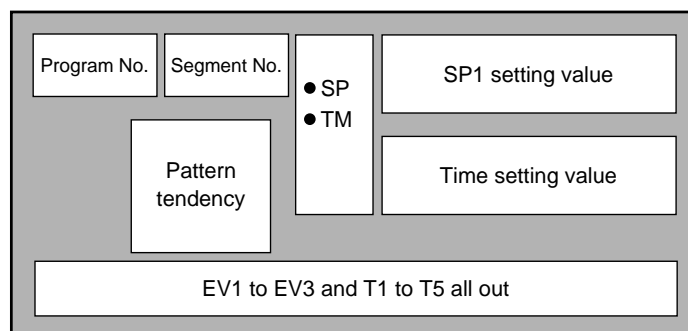 Program No.
Segment No.
● SP
● TM
SP1 setting value
Pattern
tendency
Time setting value
EV1 to EV3 and T1 to T5 all out